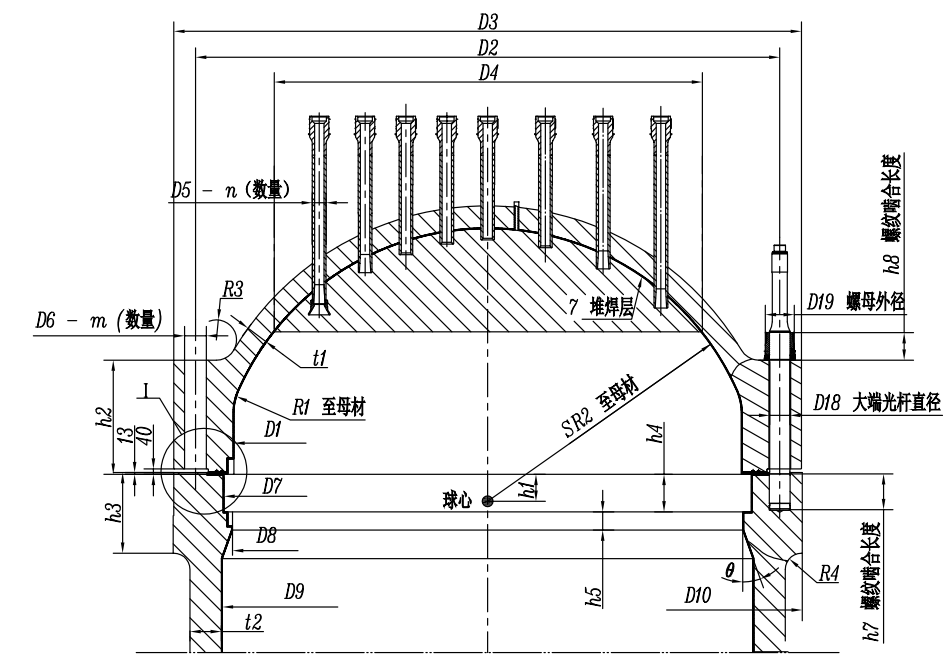 D3
D2
D4
D5 - n (数量)
h8 螺纹啮合长度
R3
D6 - m (数量)
7 堆焊层
D19 螺母外径
t1
I
R1 至母材
SR2 至母材
D18 大端光杆直径
h2
13
40
D1
h4
D7
球心
h1
h3
D8
θ
R4
D9
h5
D10
t2
h7 螺纹啮合长度